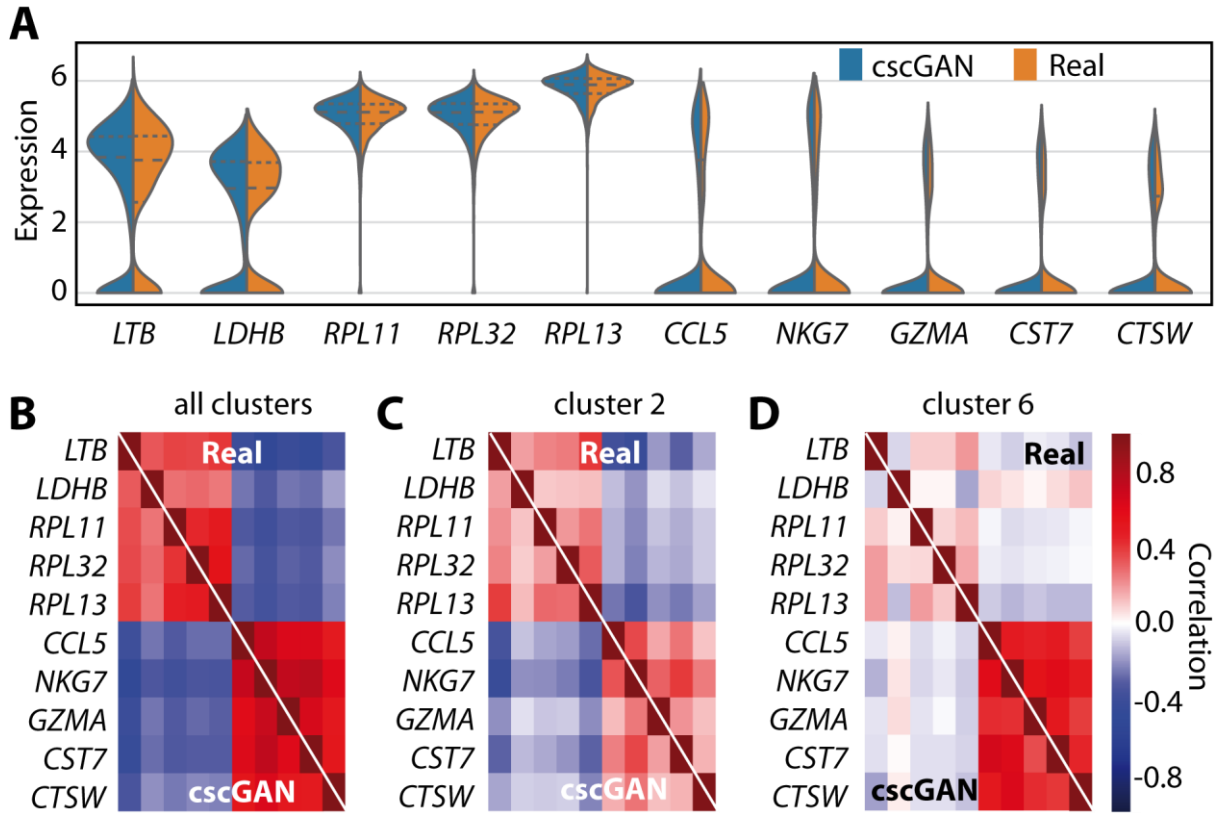 A
Expression
6
4
2
0
cscGAN
Real
LTB LDHB RPL11 RPL32 RPL13 CCL5 NKG7 GZMA CST7 CTSW
B all clusters
Real
LTB
LDHB
RPL11
RPL32
RPL13
CCL5
NKG7
GZMA
CST7
CTSW
cscGAN
C cluster 2
Real
LTB
LDHB
RPL11
RPL32
RPL13
CCL5
NKG7
GZMA
CST7
CTSW
cscGAN
D cluster 6
Real
LTB
LDHB
RPL11
RPL32
RPL13
CCL5
NKG7
GZMA
CST7
CTSW
cscGAN
0.8
0.4
0.0
-0.4
-0.8
Correlation